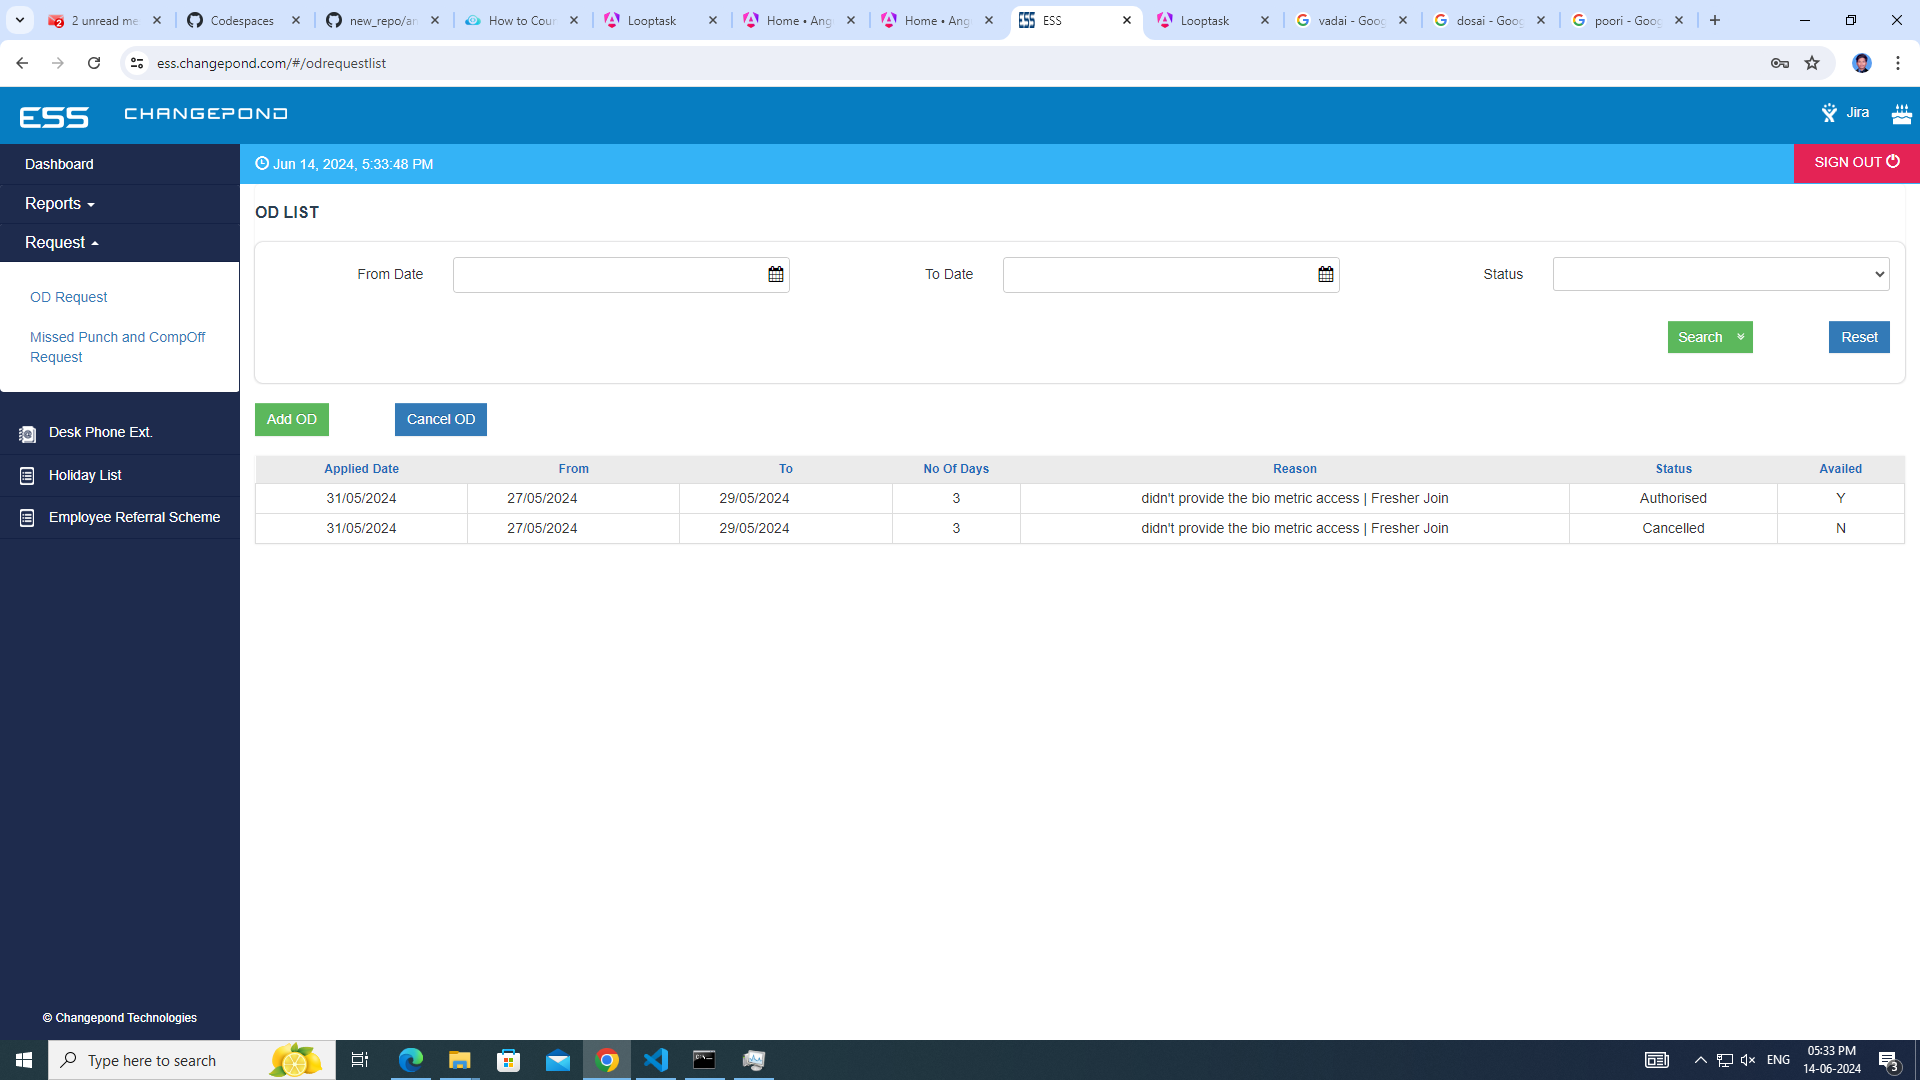 2 unread me
Codespaces
new_repo/an
How to Cour
Looptask
Home • Ang
Home • Ang
ESS
Looptask
vadai - Goog
dosai - Goog
poori - Goog
ess.changepond.com/#/odrequestlist
ESS
CHANGEPOND
Jira
Dashboard
Jun 14, 2024, 5:33:48 PM
SIGN OUT
Reports
OD LIST
Request
From Date
To Date
Status
OD Request
Missed Punch and CompOff
Request
Search
Reset
Add OD
Cancel OD
Desk Phone Ext.
Holiday List
Employee Referral Scheme
Applied Date From To No Of Days Reason Status Availed
31/05/2024 27/05/2024 29/05/2024 3 didn't provide the bio metric access | Fresher Join Authorised Y
31/05/2024 27/05/2024 29/05/2024 3 didn't provide the bio metric access | Fresher Join Cancelled N
© Changepond Technologies
Type here to search
ENG
05:33 PM
14-06-2024
3